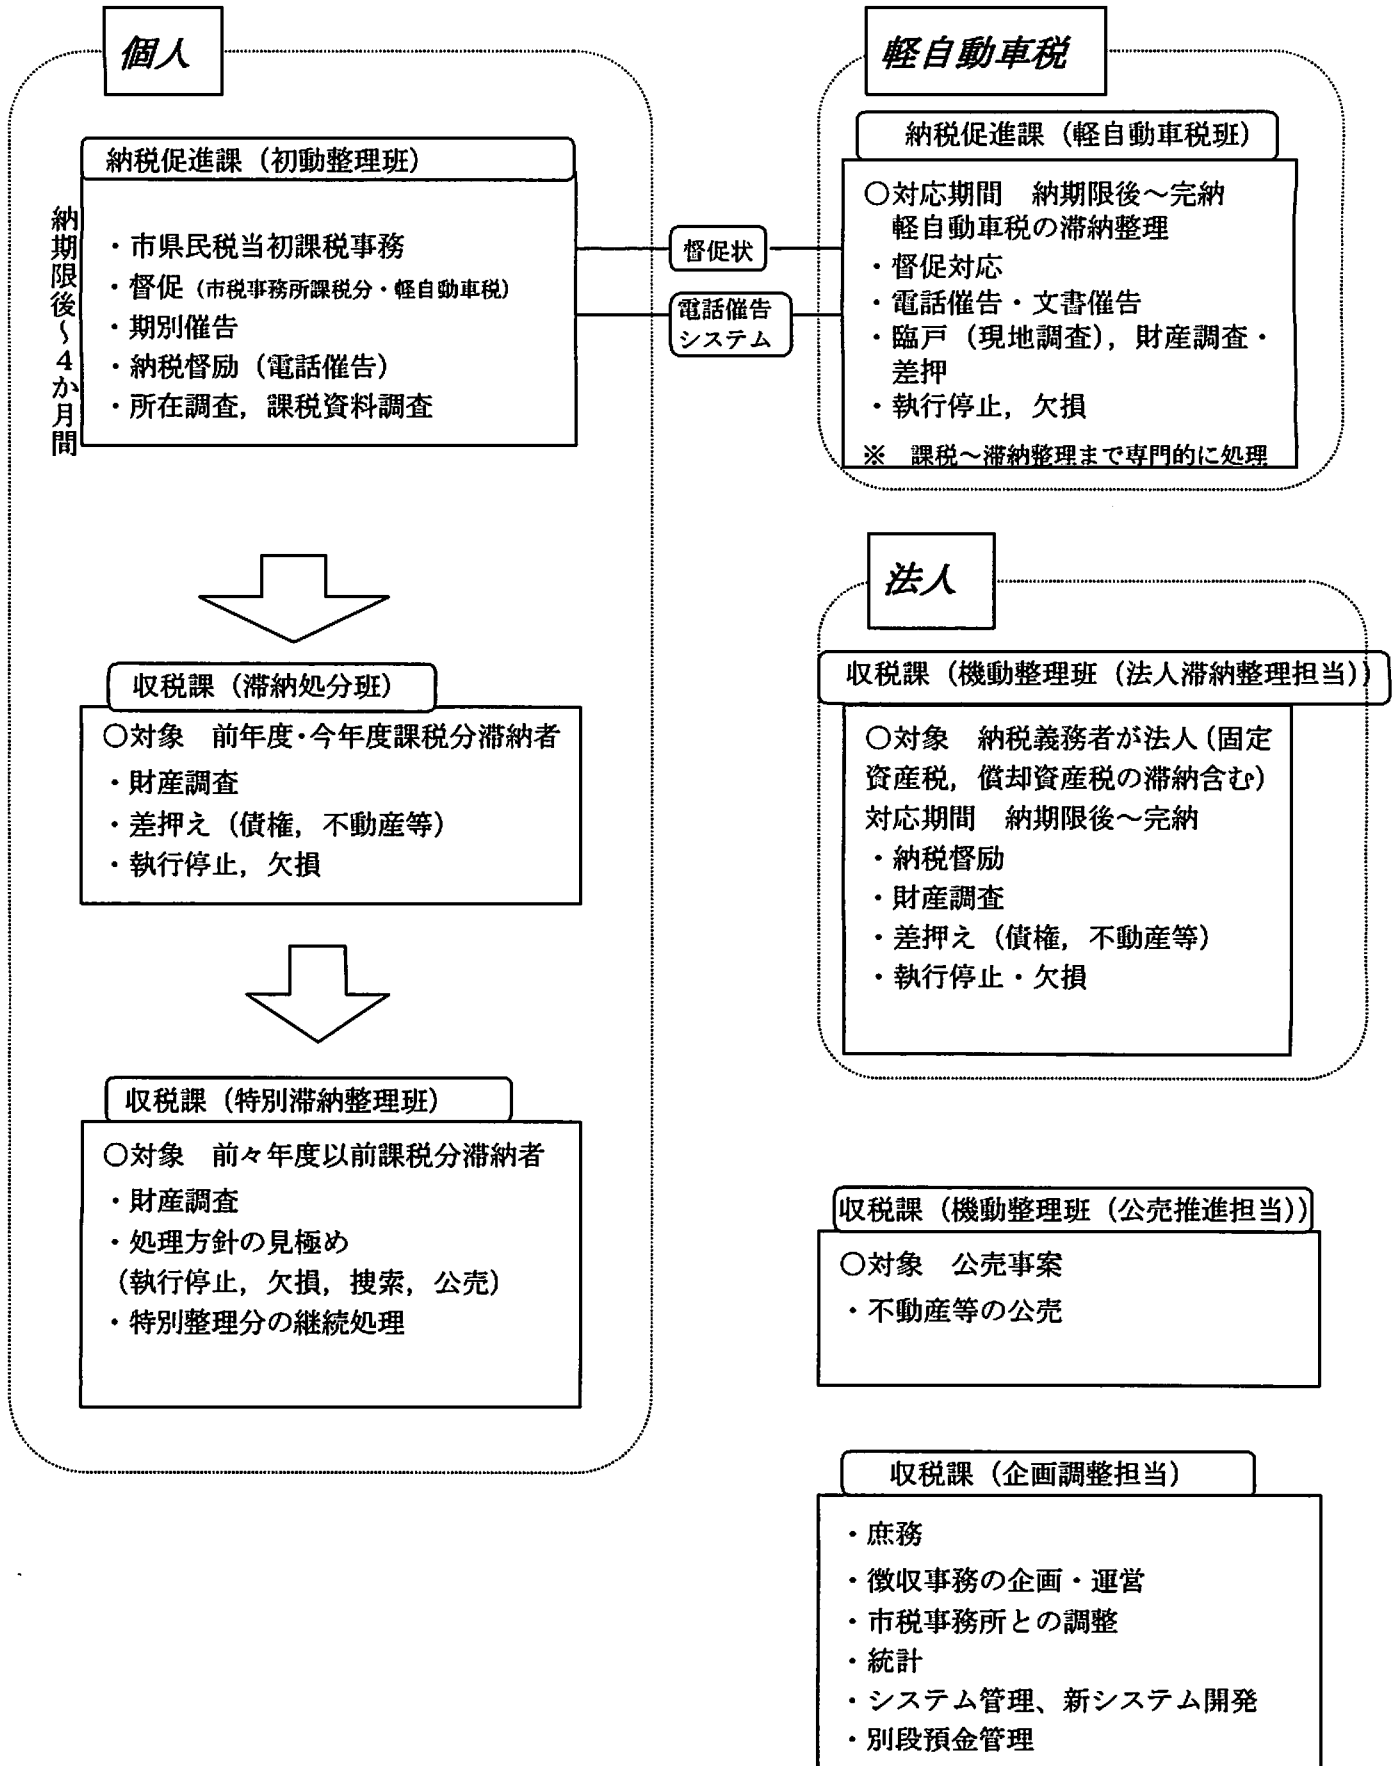 個人
納税促進課（初動整理班）
納期限後～4か月間
・市県民税当初課税事務
・督促（市税事務所課税分・軽自動車税）
・期別催告
・納税督励（電話催告）
・所在調査，課税資料調査
督促状
電話催告
システム
軽自動車税
納税促進課（軽自動車税班）
○対応期間　納期限後～完納
軽自動車税の滞納整理
・督促対応
・電話催告・文書催告
・臨戸（現地調査），財産調査・
差押
・執行停止，欠損
※　課税～滞納整理まで専門的に処理
収税課（滞納処分班）
○対象　前年度・今年度課税分滞納者
・財産調査
・差押え（債権，不動産等）
・執行停止，欠損
収税課（特別滞納整理班）
○対象　前々年度以前課税分滞納者
・財産調査
・処理方針の見極め
（執行停止，欠損，捜索，公売）
・特別整理分の継続処理
法人
収税課（機動整理班（法人滞納整理担当））
○対象　納税義務者が法人（固定
資産税，償却資産税の滞納含む）
対応期間　納期限後～完納
・納税督励
・財産調査
・差押え（債権，不動産等）
・執行停止・欠損
収税課（機動整理班（公売推進担当））
○対象　公売事案
・不動産等の公売
収税課（企画調整担当）
・庶務
・徴収事務の企画・運営
・市税事務所との調整
・統計
・システム管理、新システム開発
・別段預金管理